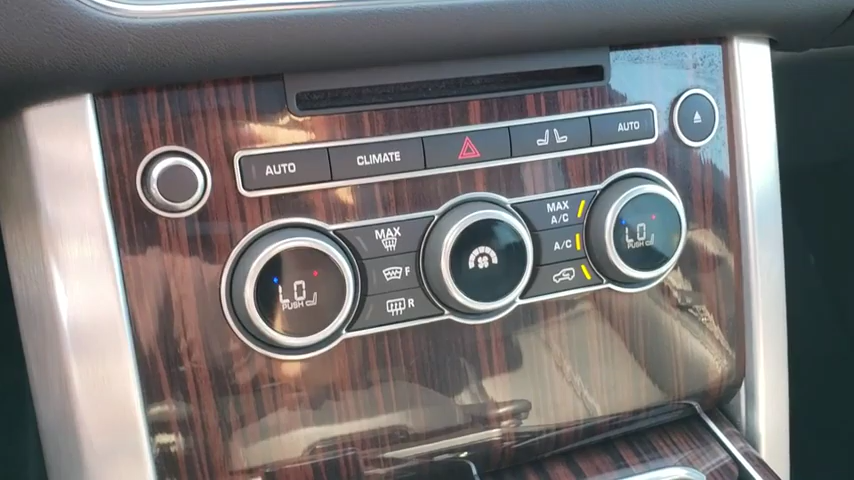 AUTO CLIMATE AUTO
MAX
MAX
A/C
F
A/C
R
LO
PUSH
LO
PUSH